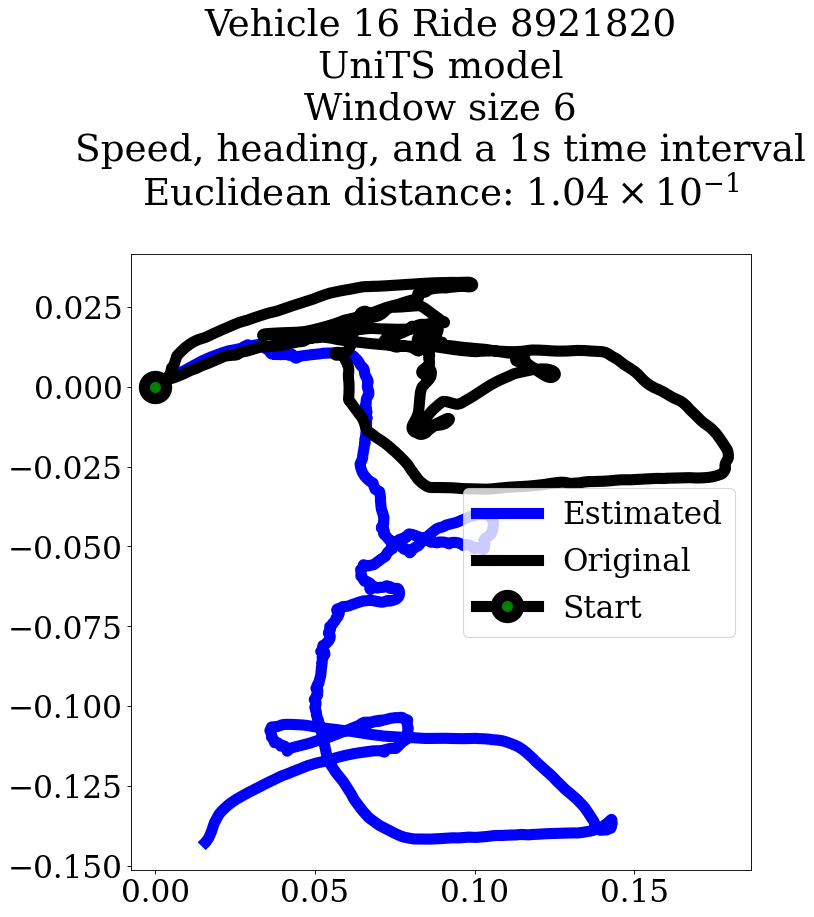 Vehicle 16 Ride 8921820
UniTS model
Window size 6
Speed, heading, and a 1s time interval
Euclidean distance: 1.04 × 10⁻¹
0.025
0.000
−0.025
−0.050
−0.075
−0.100
−0.125
−0.150
Estimated
Original
Start
0.00 0.05 0.10 0.15